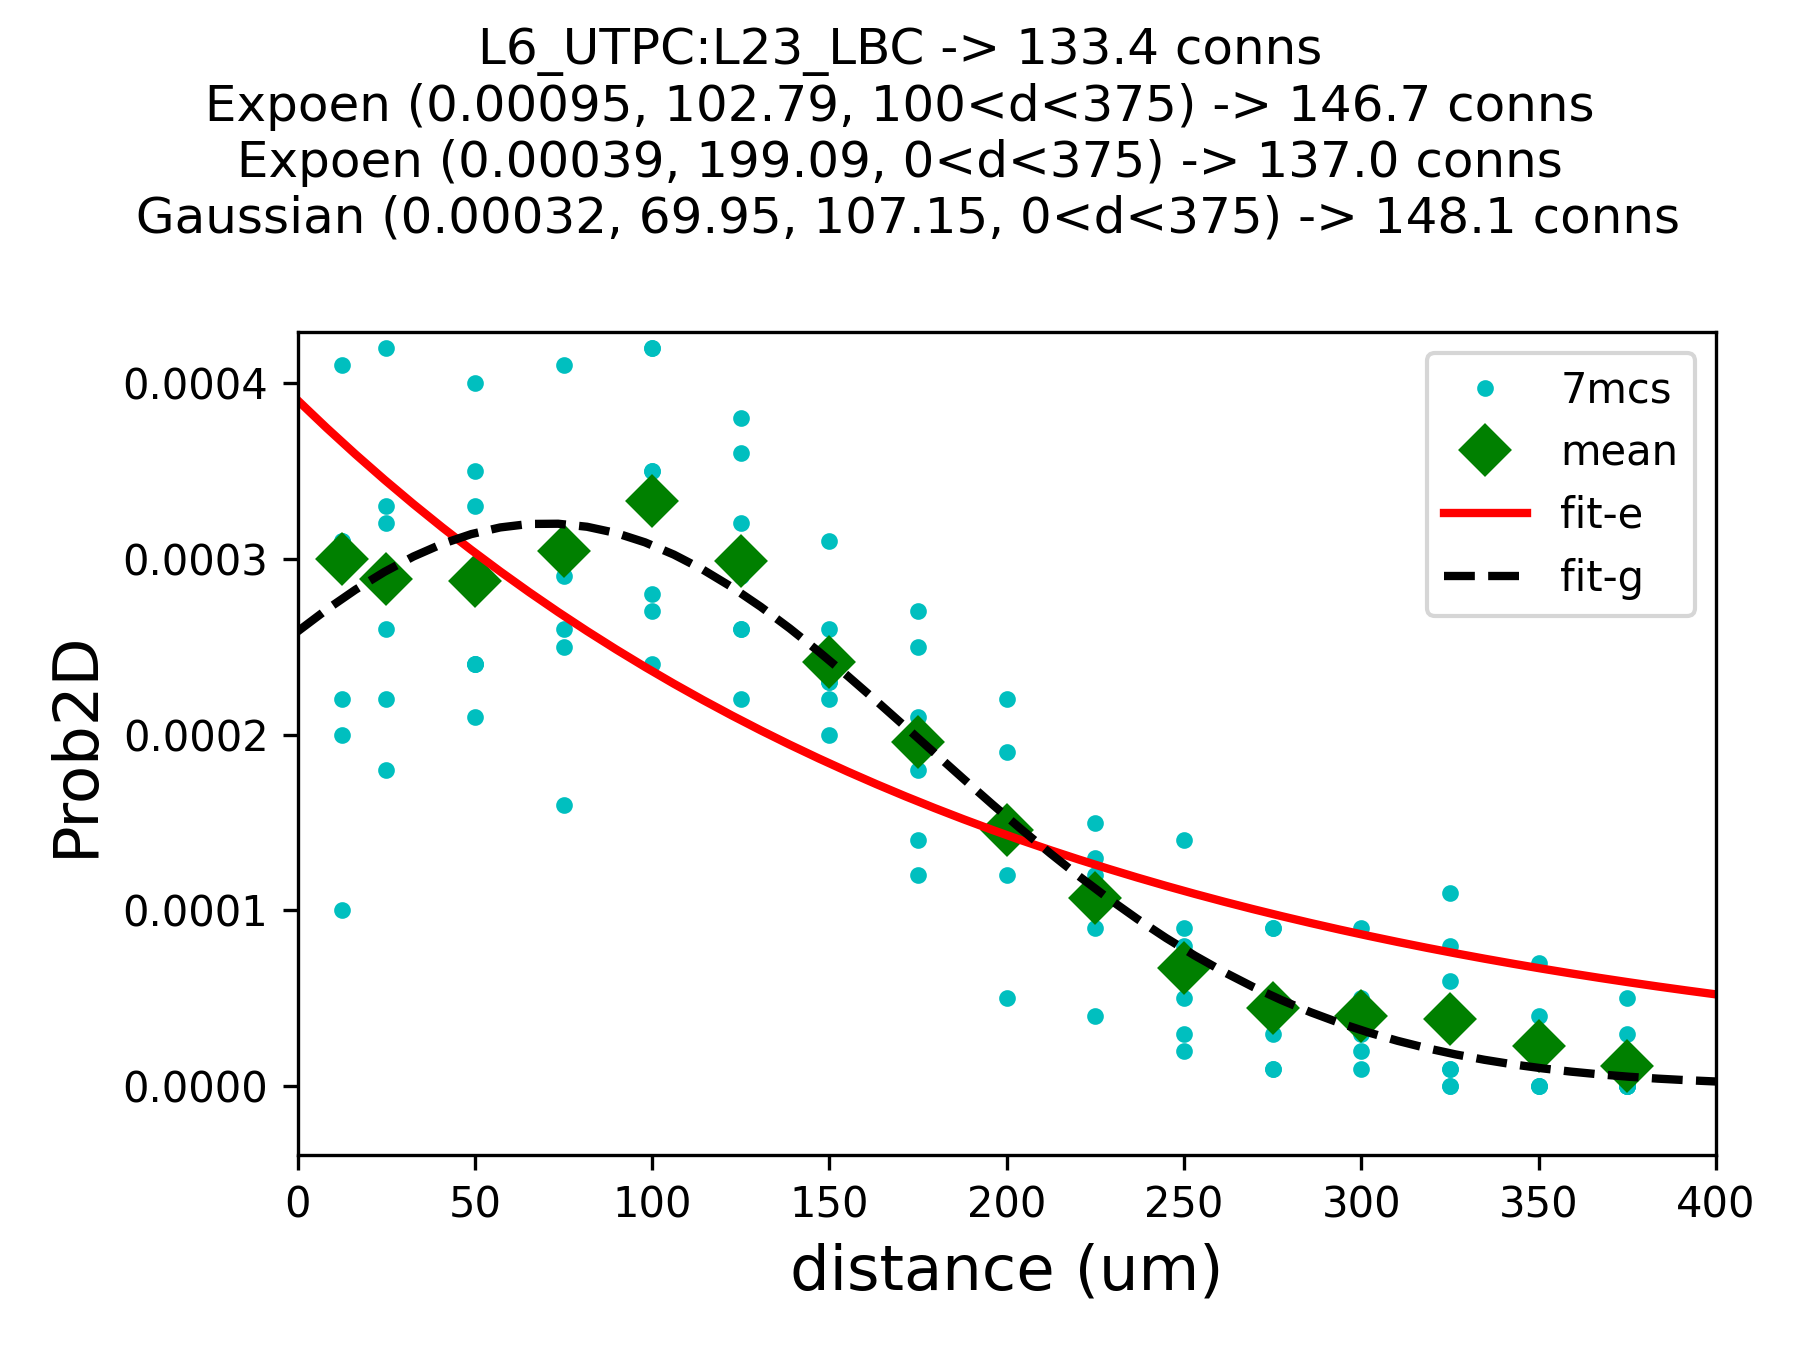 L6_UTPC:L23_LBC -> 133.4 conns
Expoen (0.00095, 102.79, 100<d<375) -> 146.7 conns
Expoen (0.00039, 199.09, 0<d<375) -> 137.0 conns
Gaussian (0.00032, 69.95, 107.15, 0<d<375) -> 148.1 conns
7mcs
mean
fit-e
fit-g
Prob2D
0.0004
0.0003
0.0002
0.0001
0.0000
0 50 100 150 200 250 300 350 400
distance (um)